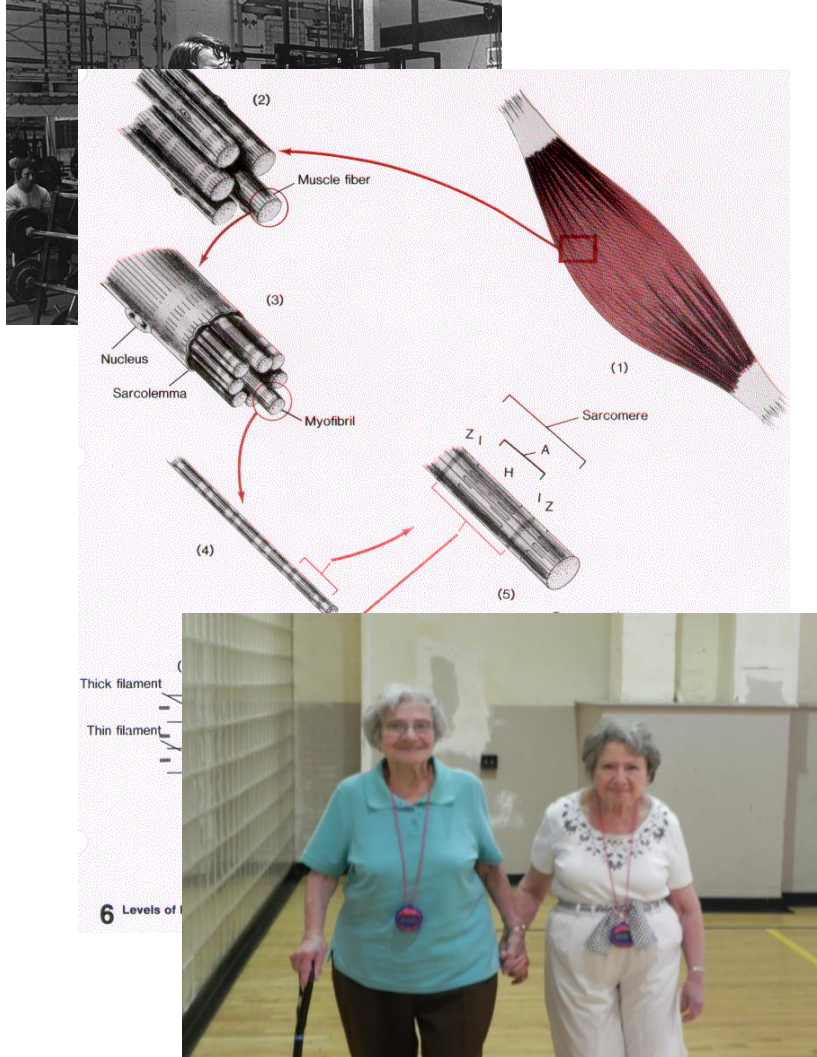 (2)
Muscle fiber
(3)
(1)
Nucleus
Sarcolemma
Myofibril
Sarcomere
Z I
A
H
I Z
(4)
(5)
Thick filament
Thin filament
6 Levels of